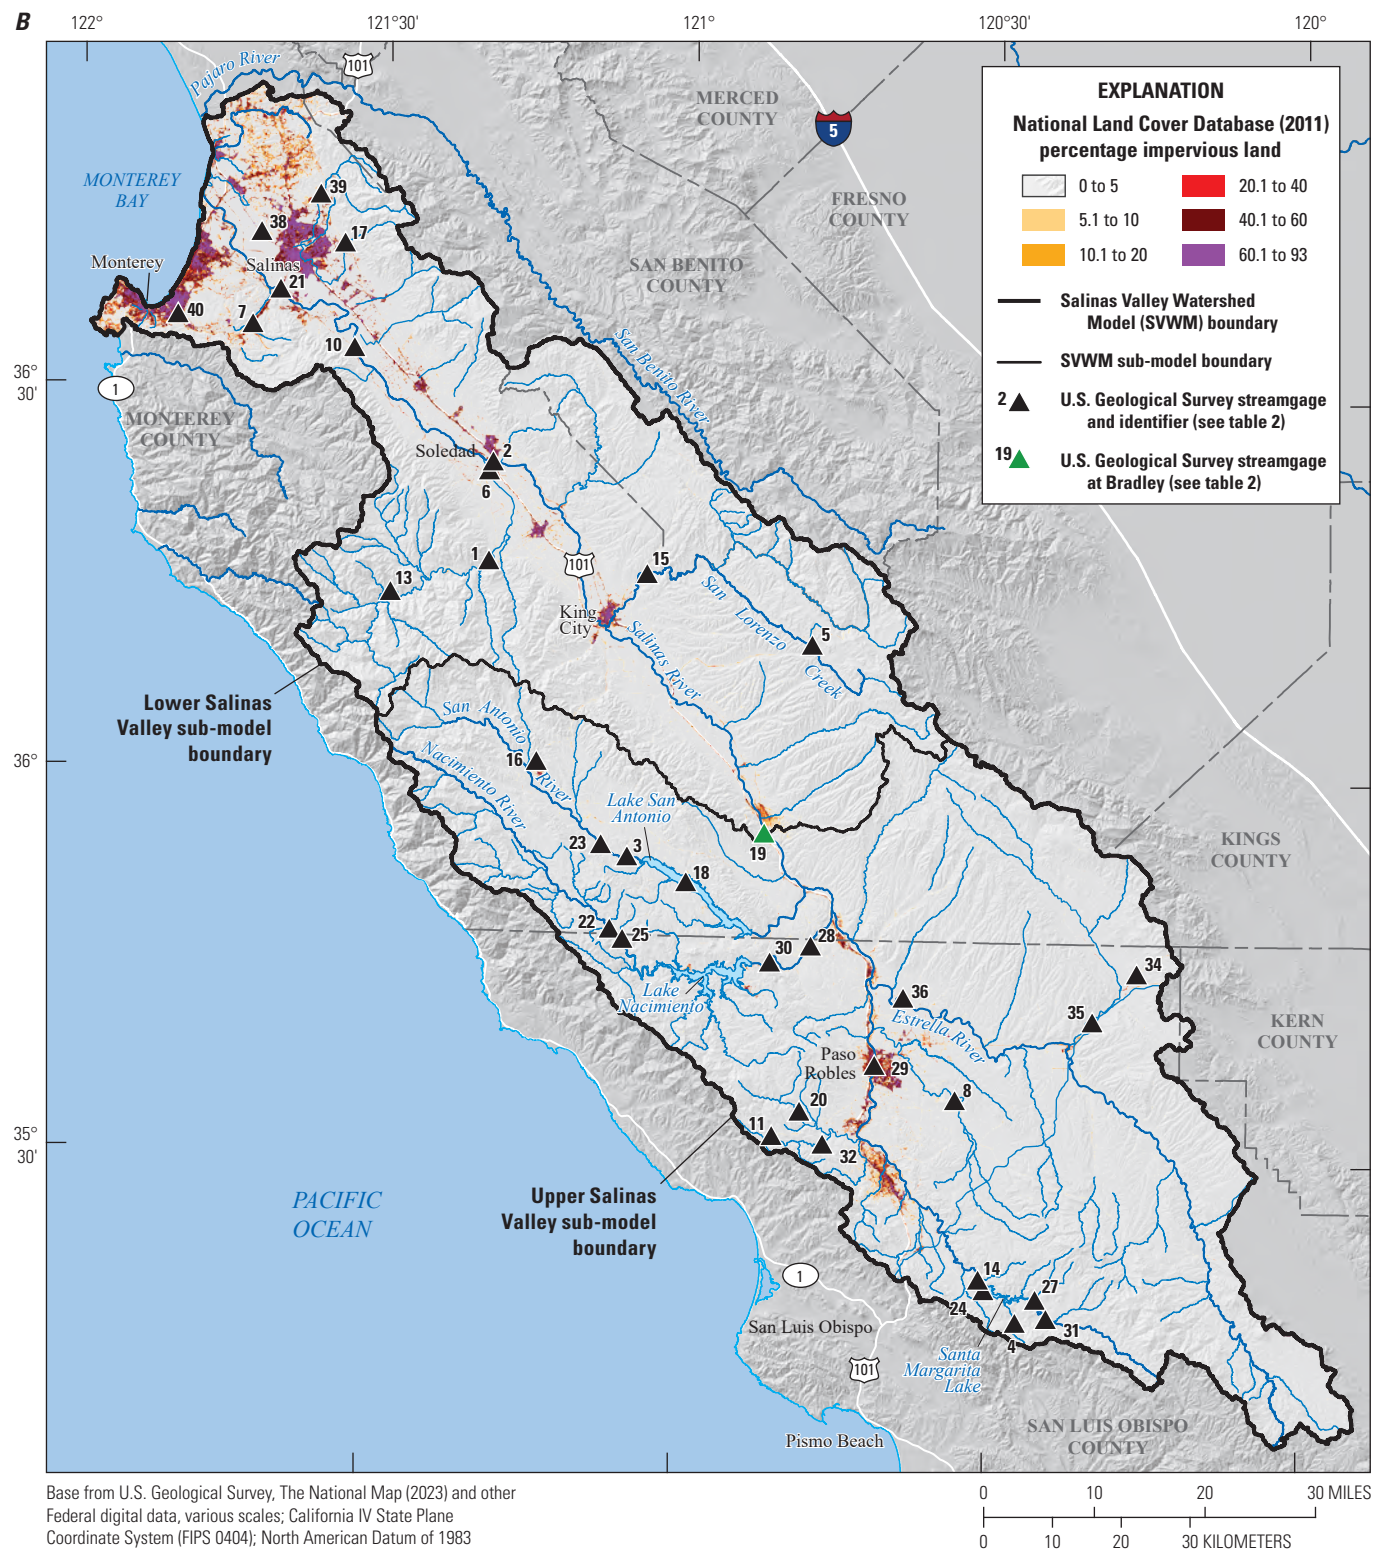 B
122°
121°30'
121°
120°30'
120°
Pajaro River
101
MERCED
COUNTY
5
EXPLANATION
National Land Cover Database (2011)
percentage impervious land
0 to 5
20.1 to 40
5.1 to 10
40.1 to 60
10.1 to 20
60.1 to 93
Salinas Valley Watershed
Model (SVWM) boundary
SVWM sub-model boundary
2
U.S. Geological Survey streamgage
and identifier (see table 2)
19
U.S. Geological Survey streamgage
at Bradley (see table 2)
MONTEREY
BAY
39
FRESNO
COUNTY
38
17
Monterey
Salinas
SAN BENITO
COUNTY
21
40
7
10
San Benito River
36°
30'
1
MONTEREY
COUNTY
Soledad
2
6
1
101
15
13
San Lorenzo Creek
King
City
5
Salinas River
Lower Salinas
Valley sub-model
boundary
San Antonio River
36°
16
Nacimiento River
Lake San
Antonio
23
3
19
18
KINGS
COUNTY
22
25
28
30
34
Lake
Nacimiento
36
35
Estrella River
KERN
COUNTY
Paso
Robles
29
8
20
11
32
35°
30'
Upper Salinas
Valley sub-model
boundary
PACIFIC
OCEAN
14
27
1
24
31
4
San Luis Obispo
Santa
Margarita
Lake
101
SAN LUIS OBISPO
COUNTY
Pismo Beach
Base from U.S. Geological Survey, The National Map (2023) and other
Federal digital data, various scales; California IV State Plane
Coordinate System (FIPS 0404); North American Datum of 1983
0 10 20 30 MILES
0 10 20 30 KILOMETERS